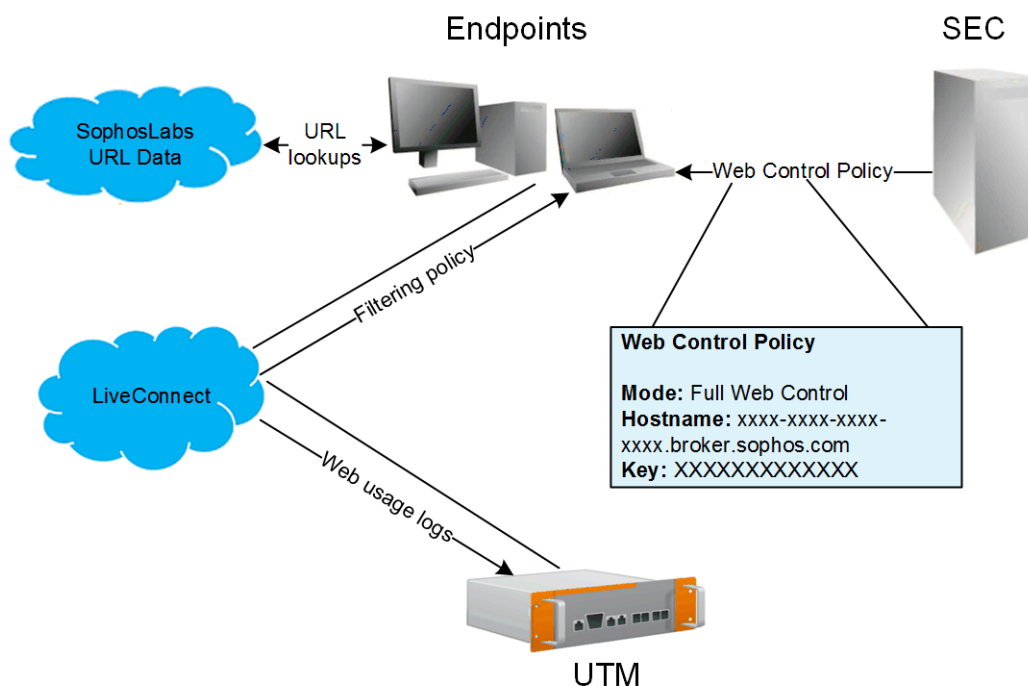 Endpoints
SEC
SophosLabs
URL Data
URL
lookups
Web Control Policy
Filtering policy
Web Control Policy
Mode: Full Web Control
Hostname: xxxx-xxxx-xxxx-
xxxx.broker.sophos.com
Key: XXXXXXXXXXXXX
LiveConnect
Web usage logs
UTM